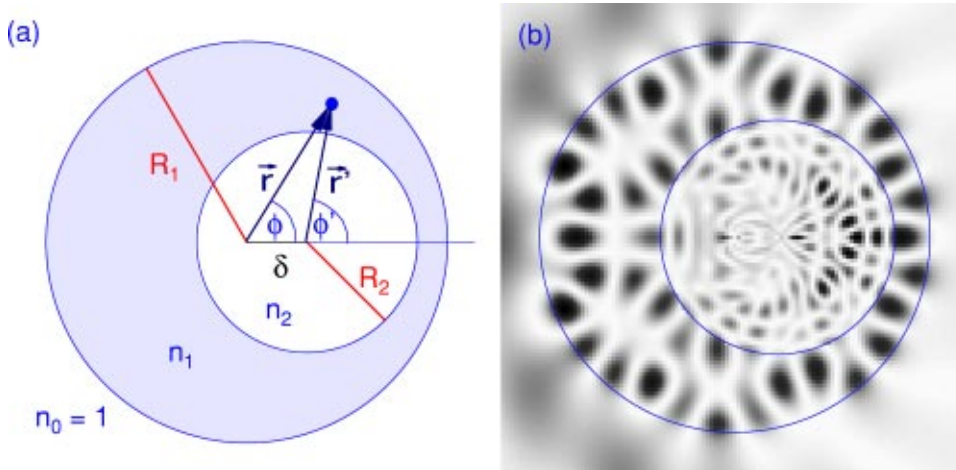 (a)
R₁
r⃗
r⃗'
ϕ
ϕ'
δ
R₂
n₂
n₁
n₀ = 1
(b)